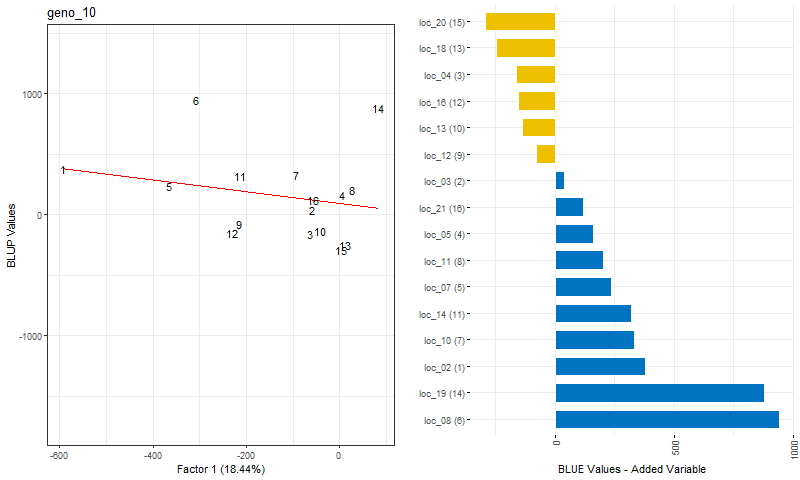 geno_10
BLUP Values
1000
0
-1000
6
14
1
5
11
7
8
4
16
2
9
12
3
10
13
15
-600
-400
-200
0
Factor 1 (18.44%)
loc_20 (15)
loc_18 (13)
loc_04 (3)
loc_16 (12)
loc_13 (10)
loc_12 (9)
loc_03 (2)
loc_21 (16)
loc_05 (4)
loc_11 (8)
loc_07 (5)
loc_14 (11)
loc_10 (7)
loc_02 (1)
loc_19 (14)
loc_08 (6)
0
500
1000
BLUE Values - Added Variable